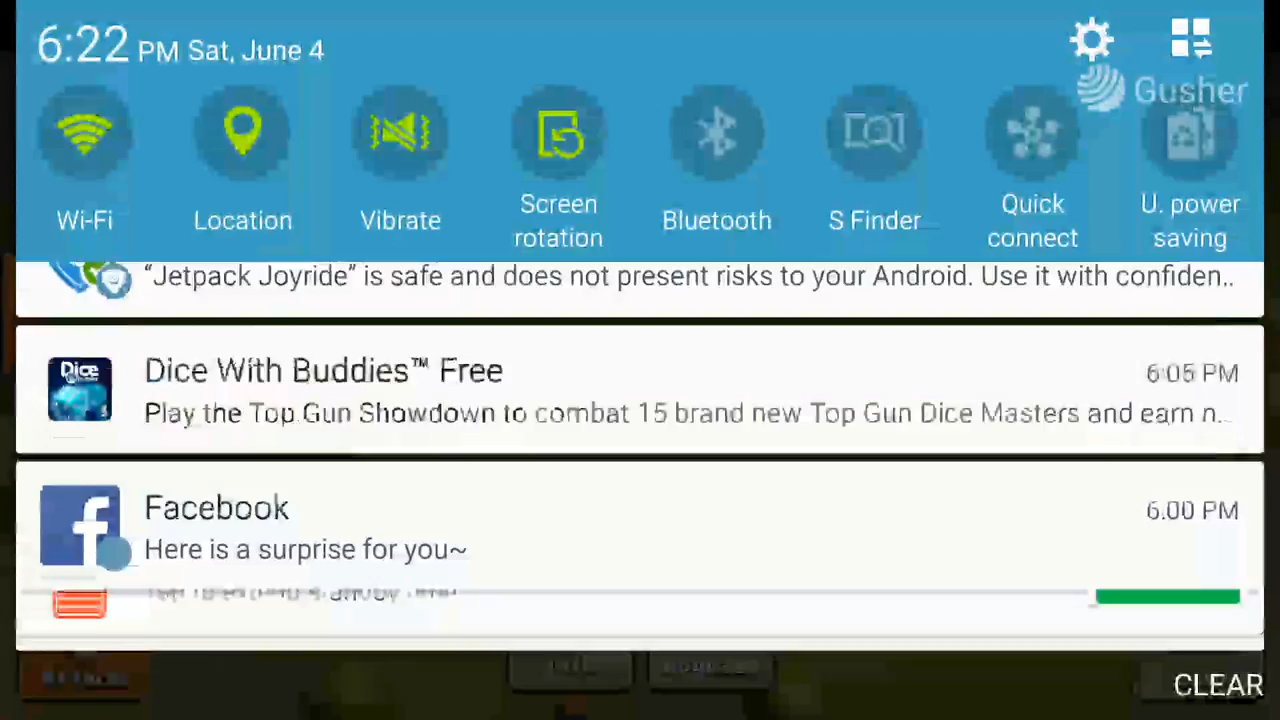 6:22 PM Sat, June 4
Gusher
Wi-Fi
Location
Vibrate
Screen
rotation
Bluetooth
S Finder
Quick
connect
U. power
saving
“Jetpack Joyride” is safe and does not present risks to your Android. Use it with confiden..
Dice
Dice With Buddies™ Free
6:05 PM
Play the Top Gun Showdown to combat 15 brand new Top Gun Dice Masters and earn n...
Facebook
6:00 PM
Here is a surprise for you~
CLEAR